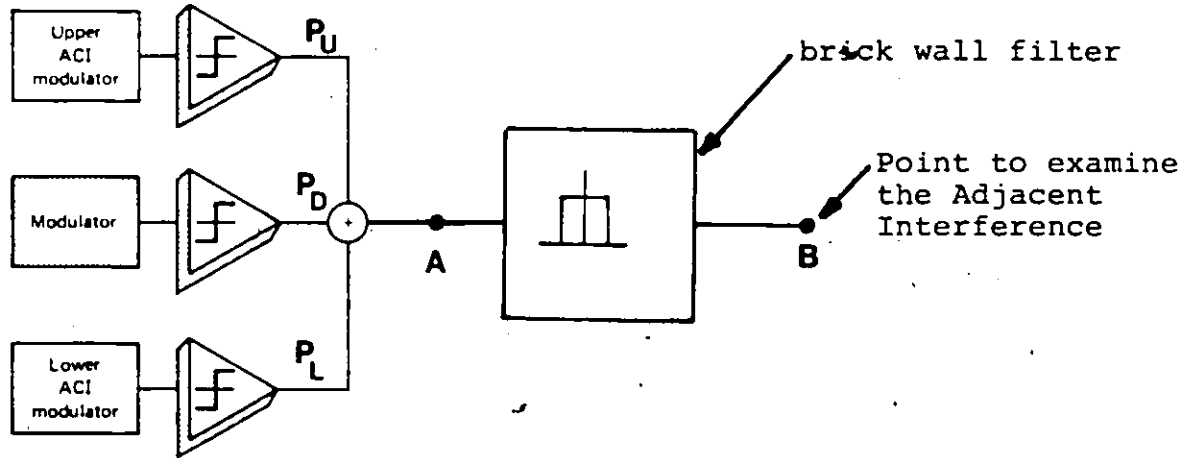 Upper
ACI
modulator
P_U
brick wall filter
Modulator
P_D
A
B
Point to examine
the Adjacent
Interference
Lower
ACI
modulator
P_L